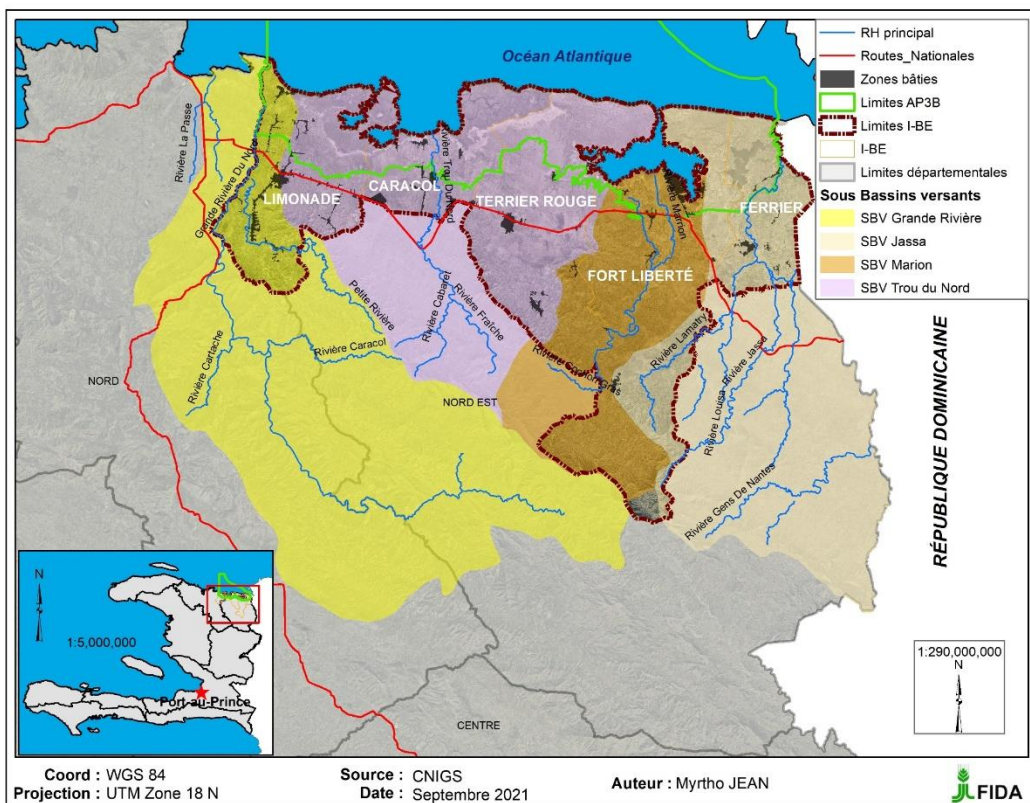 Océan Atlantique
Rivière La Passe
Grande Rivière Du Nord
LIMONADE
CARACOL
TERRIER ROUGE
Rivière Marrion
FERRIER
FORT LIBERTÉ
Petite Rivière
Rivière Cabaret
Rivière Fraîche
Rivière Caracol
Rivière Cartache
Rivière Lamatry
Rivière Louisa
Rivière Jassa
Rivière Gens De Nantes
NORD
NORD EST
CENTRE
RÉPUBLIQUE DOMINICAINE
RH principal
Routes_Nationales
Zones bâties
Limites AP3B
Limites I-BE
I-BE
Limites départementales
Sous Bassins versants
SBV Grande Rivière
SBV Jassa
SBV Marion
SBV Trou du Nord
N
1:5,000,000
Port-au-Prince
1:290,000,000
N
Coord : WGS 84
Projection : UTM Zone 18 N
Source : CNIGS
Date : Septembre 2021
Auteur : Myrtho JEAN
FIDA